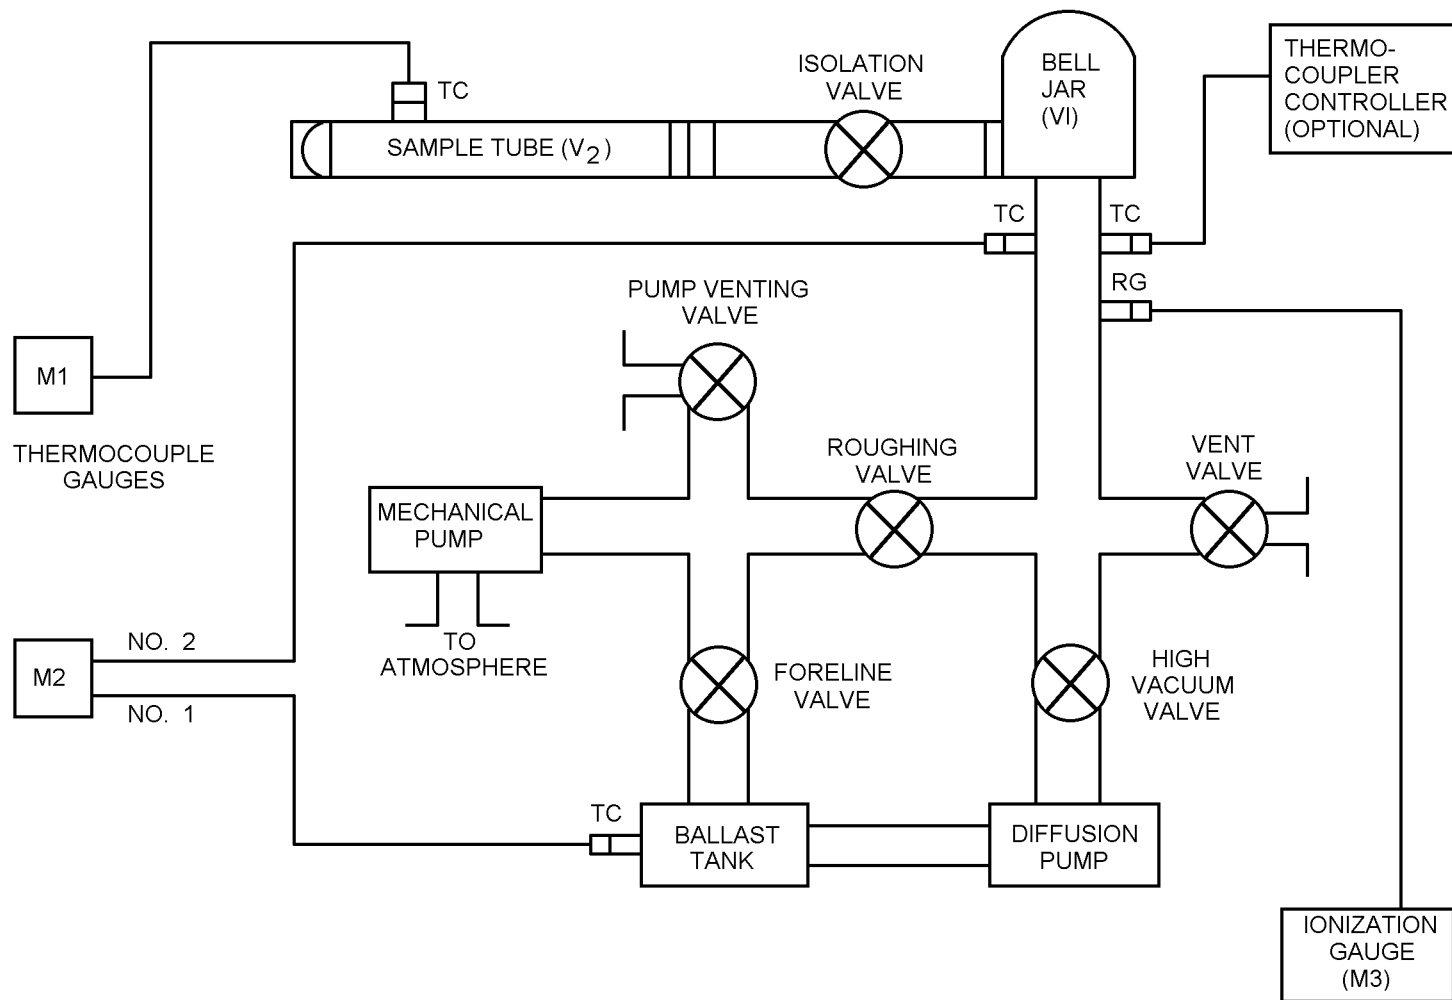 ISOLATION
VALVE
BELL
JAR
(VI)
THERMO-
COUPLER
CONTROLLER
(OPTIONAL)
TC
SAMPLE TUBE (V2)
TC
TC
RG
PUMP VENTING
VALVE
M1
THERMOCOUPLE
GAUGES
ROUGHING
VALVE
VENT
VALVE
MECHANICAL
PUMP
TO
ATMOSPHERE
NO. 2
M2
NO. 1
FORELINE
VALVE
HIGH
VACUUM
VALVE
TC
BALLAST
TANK
DIFFUSION
PUMP
IONIZATION
GAUGE
(M3)